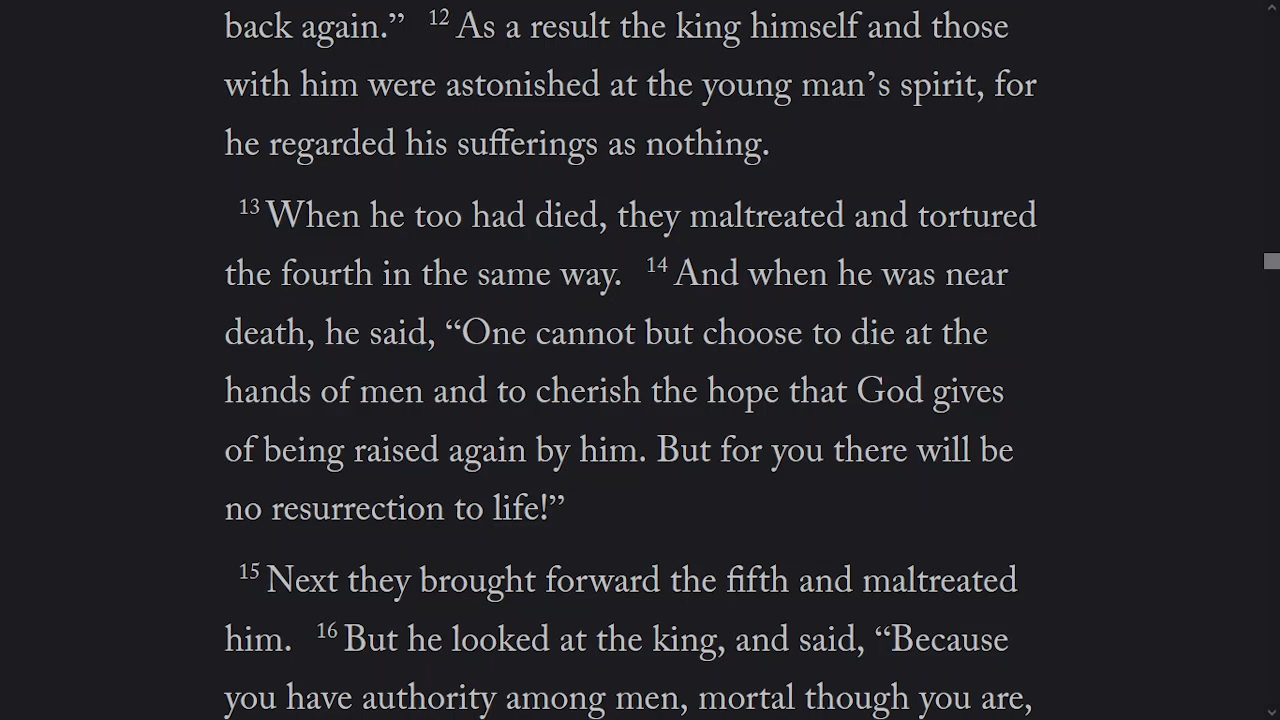 back again.” 12 As a result the king himself and those
with him were astonished at the young man’s spirit, for
he regarded his sufferings as nothing.
13 When he too had died, they maltreated and tortured
the fourth in the same way. 14 And when he was near
death, he said, “One cannot but choose to die at the
hands of men and to cherish the hope that God gives
of being raised again by him. But for you there will be
no resurrection to life!”
15 Next they brought forward the fifth and maltreated
him. 16 But he looked at the king, and said, “Because
you have authority among men, mortal though you are,